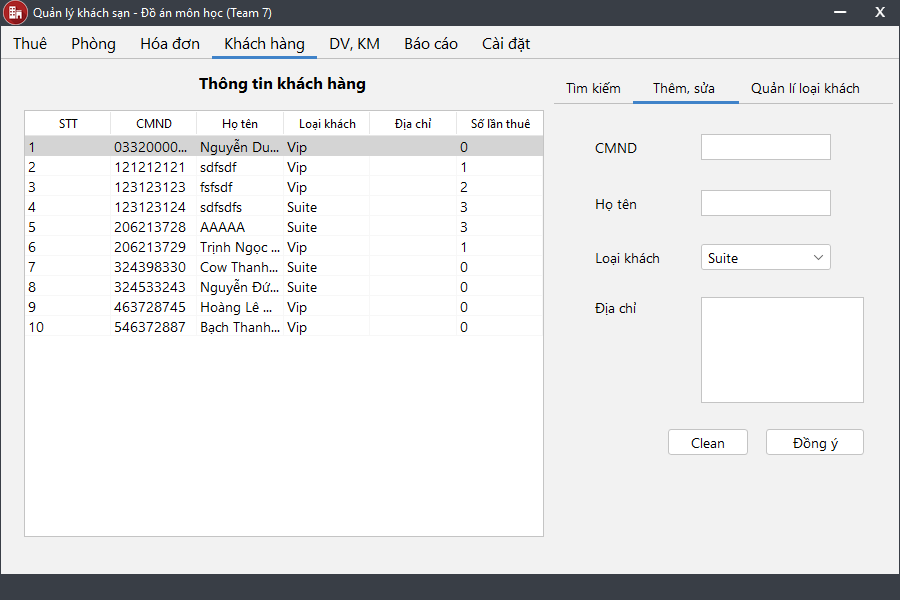 Quản lý khách sạn - Đồ án môn học (Team 7)
Thuê Phòng Hóa đơn Khách hàng DV, KM Báo cáo Cài đặt
Thông tin khách hàng
STT CMND Họ tên Loại khách Địa chỉ Số lần thuê
1 03320000... Nguyễn Du... Vip 0
2 121212121 sdfsdf Vip 1
3 123123123 fsfsdf Vip 2
4 123123124 sdfsdfs Suite 3
5 206213728 AAAAA Suite 3
6 206213729 Trịnh Ngọc ... Vip 1
7 324398330 Cow Thanh... Suite 0
8 324533243 Nguyễn Đứ... Suite 0
9 463728745 Hoàng Lê ... Vip 0
10 546372887 Bạch Thanh... Vip 0
Tìm kiếm Thêm, sửa Quản lí loại khách
CMND
Họ tên
Loại khách Suite
Địa chỉ
Clean Đồng ý